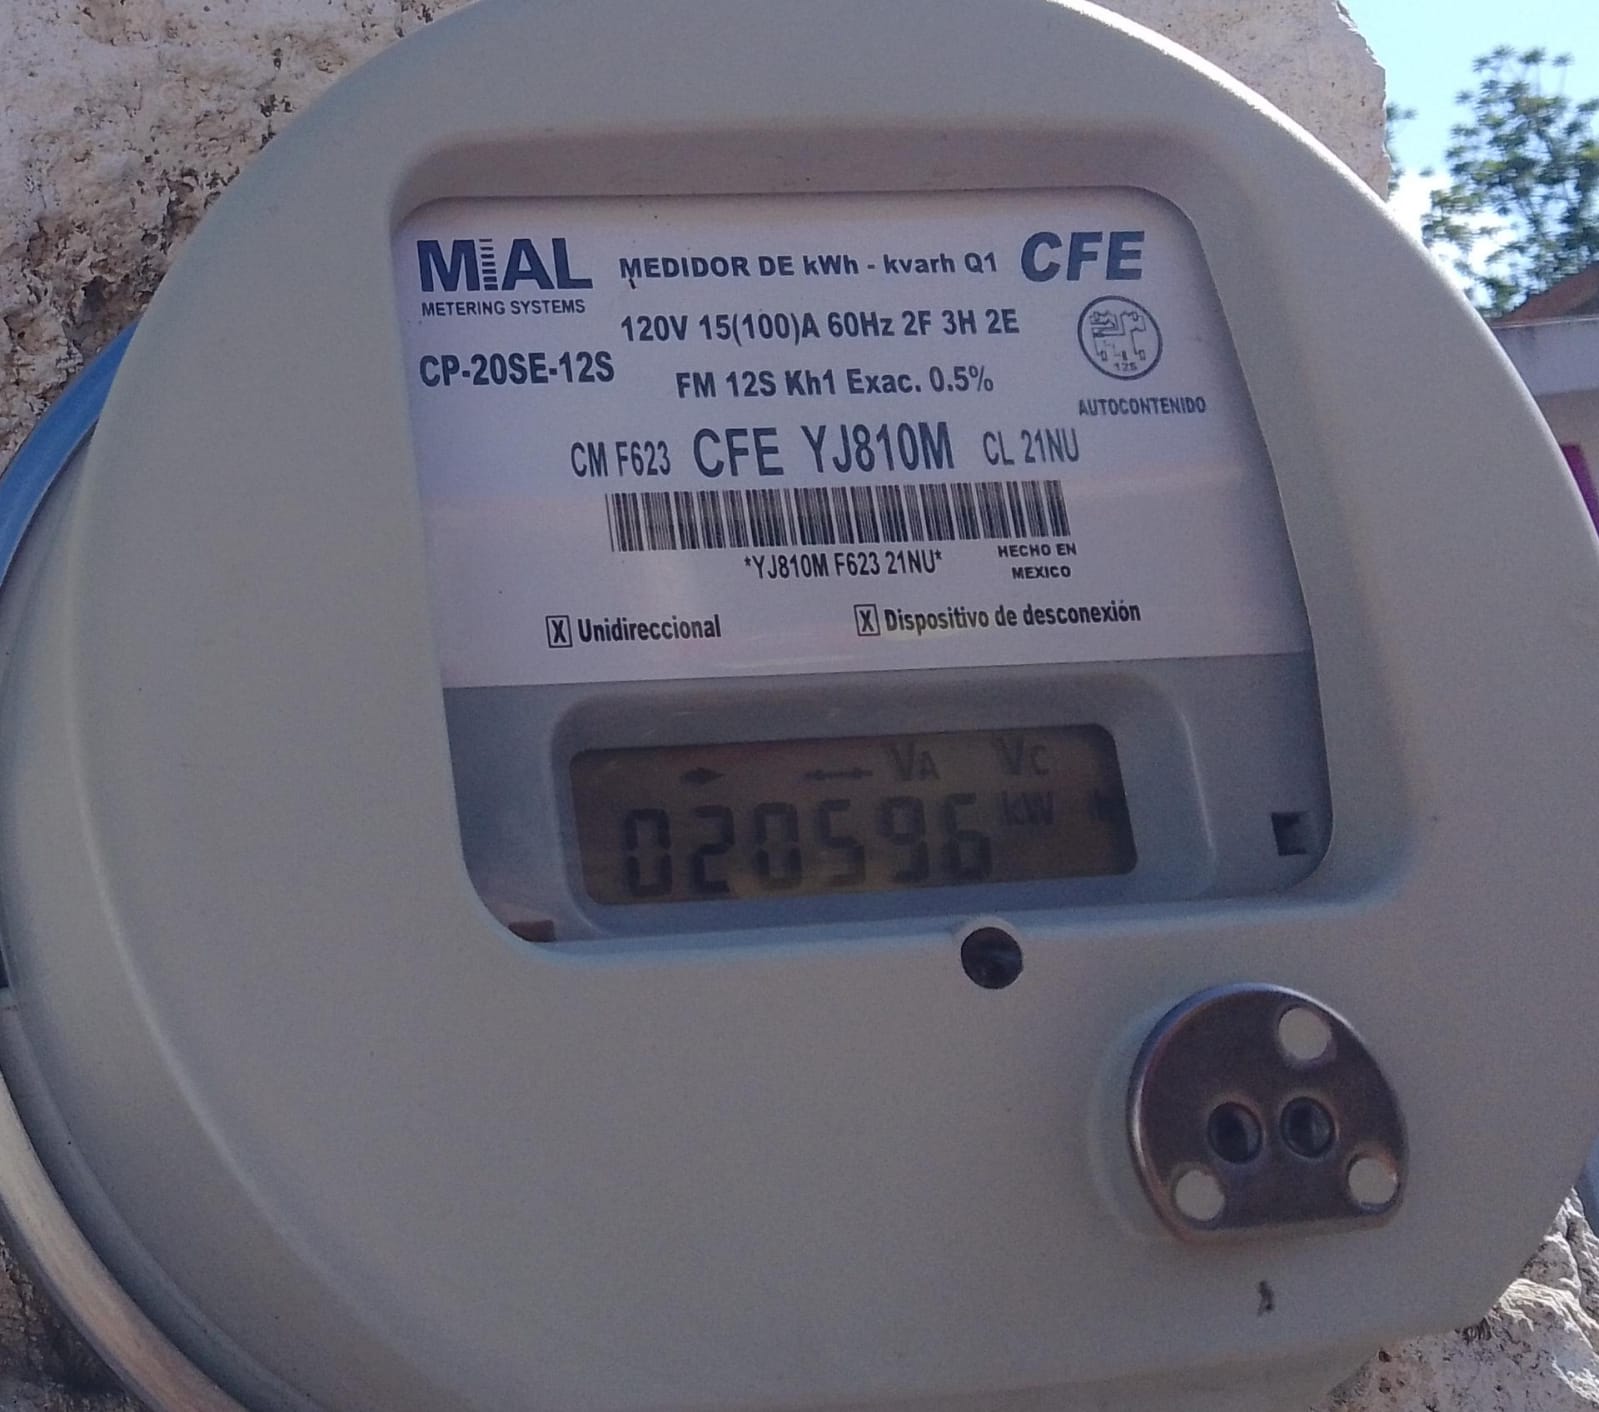 MIAL
METERING SYSTEMS
MEDIDOR DE kWh - kvarh Q1
CFE
120V 15(100)A 60Hz 2F 3H 2E
CP-20SE-12S
FM 12S Kh1 Exac. 0.5%
12S
AUTOCONTENIDO
CM F623 CFE YJ810M CL 21NU
*YJ810M F623 21NU*
HECHO EN
MEXICO
X Unidireccional
X Dispositivo de desconexión
VA VC
020596 kW h